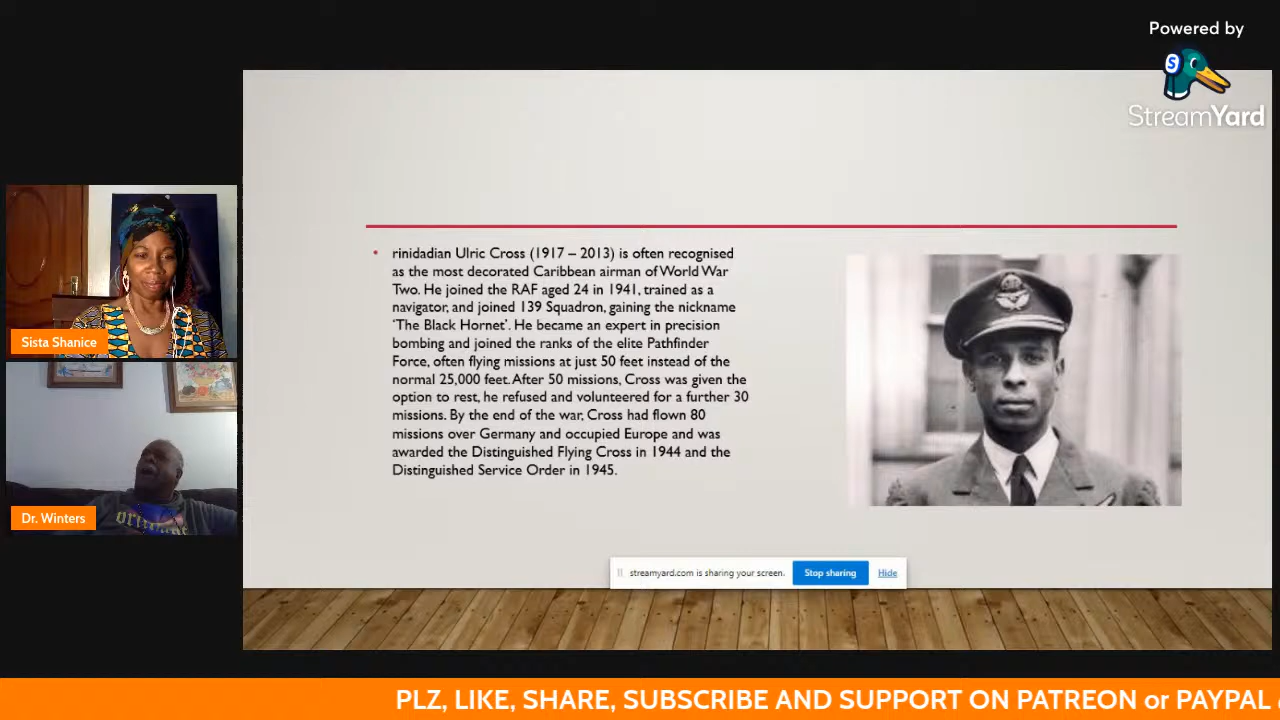 Powered by
StreamYard
• rinidadian Ulric Cross (1917 – 2013) is often recognised
as the most decorated Caribbean airman of World War
Two. He joined the RAF aged 24 in 1941, trained as a
navigator, and joined 139 Squadron, gaining the nickname
‘The Black Hornet’. He became an expert in precision
bombing and joined the ranks of the elite Pathfinder
Force, often flying missions at just 50 feet instead of the
normal 25,000 feet. After 50 missions, Cross was given the
option to rest, he refused and volunteered for a further 30
missions. By the end of the war, Cross had flown 80
missions over Germany and occupied Europe and was
awarded the Distinguished Flying Cross in 1944 and the
Distinguished Service Order in 1945.
Sista Shanice
Dr. Winters
streamyard.com is sharing your screen. Stop sharing Hide
PLZ, LIKE, SHARE, SUBSCRIBE AND SUPPORT ON PATREON or PAYPAL